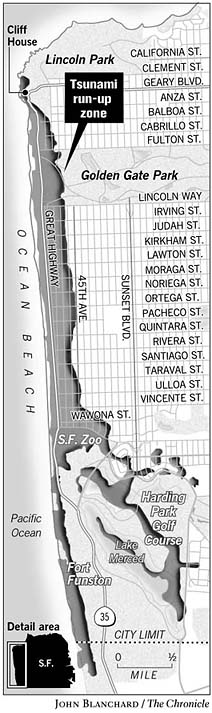 Cliff
House
Lincoln Park
CALIFORNIA ST.
CLEMENT ST.
GEARY BLVD.
ANZA ST.
BALBOA ST.
CABRILLO ST.
FULTON ST.
Tsunami
run-up
zone
Golden Gate Park
LINCOLN WAY
IRVING ST.
JUDAH ST.
KIRKHAM ST.
LAWTON ST.
MORAGA ST.
NORIEGA ST.
ORTEGA ST.
PACHECO ST.
QUINTARA ST.
RIVERA ST.
SANTIAGO ST.
TARAVAL ST.
ULLOA ST.
VINCENTE ST.
GREAT HIGHWAY
45TH AVE.
SUNSET BLVD.
OCEAN BEACH
WAWONA ST.
S.F. Zoo
Harding
Park
Golf
Course
Lake
Merced
Pacific
Ocean
Fort
Funston
35
CITY LIMIT
Detail area
S.F.
0 ½
MILE
JOHN BLANCHARD / The Chronicle